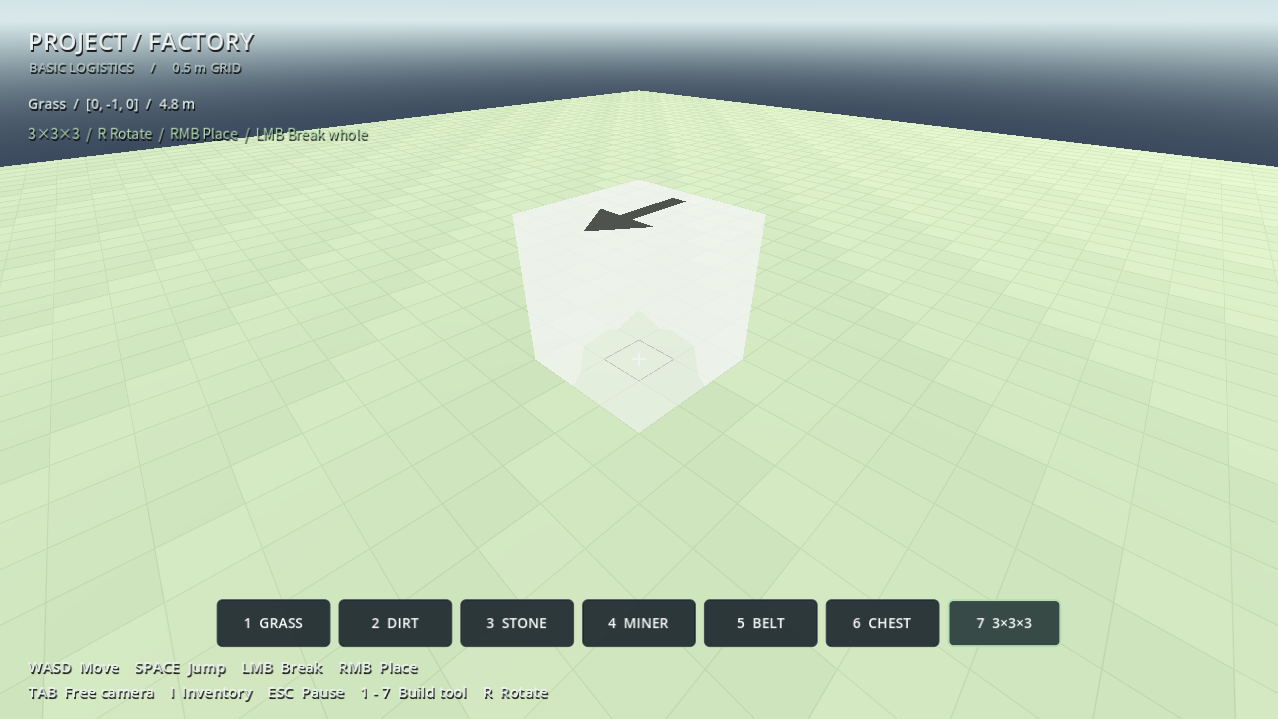 PROJECT / FACTORY
BASIC LOGISTICS / 0.5 m GRID
Grass / [0, -1, 0] / 4.8 m
3×3×3 / R Rotate / RMB Place / LMB Break whole
1 GRASS 2 DIRT 3 STONE 4 MINER 5 BELT 6 CHEST 7 3×3×3
WASD Move SPACE Jump LMB Break RMB Place
TAB Free camera I Inventory ESC Pause 1 - 7 Build tool R Rotate